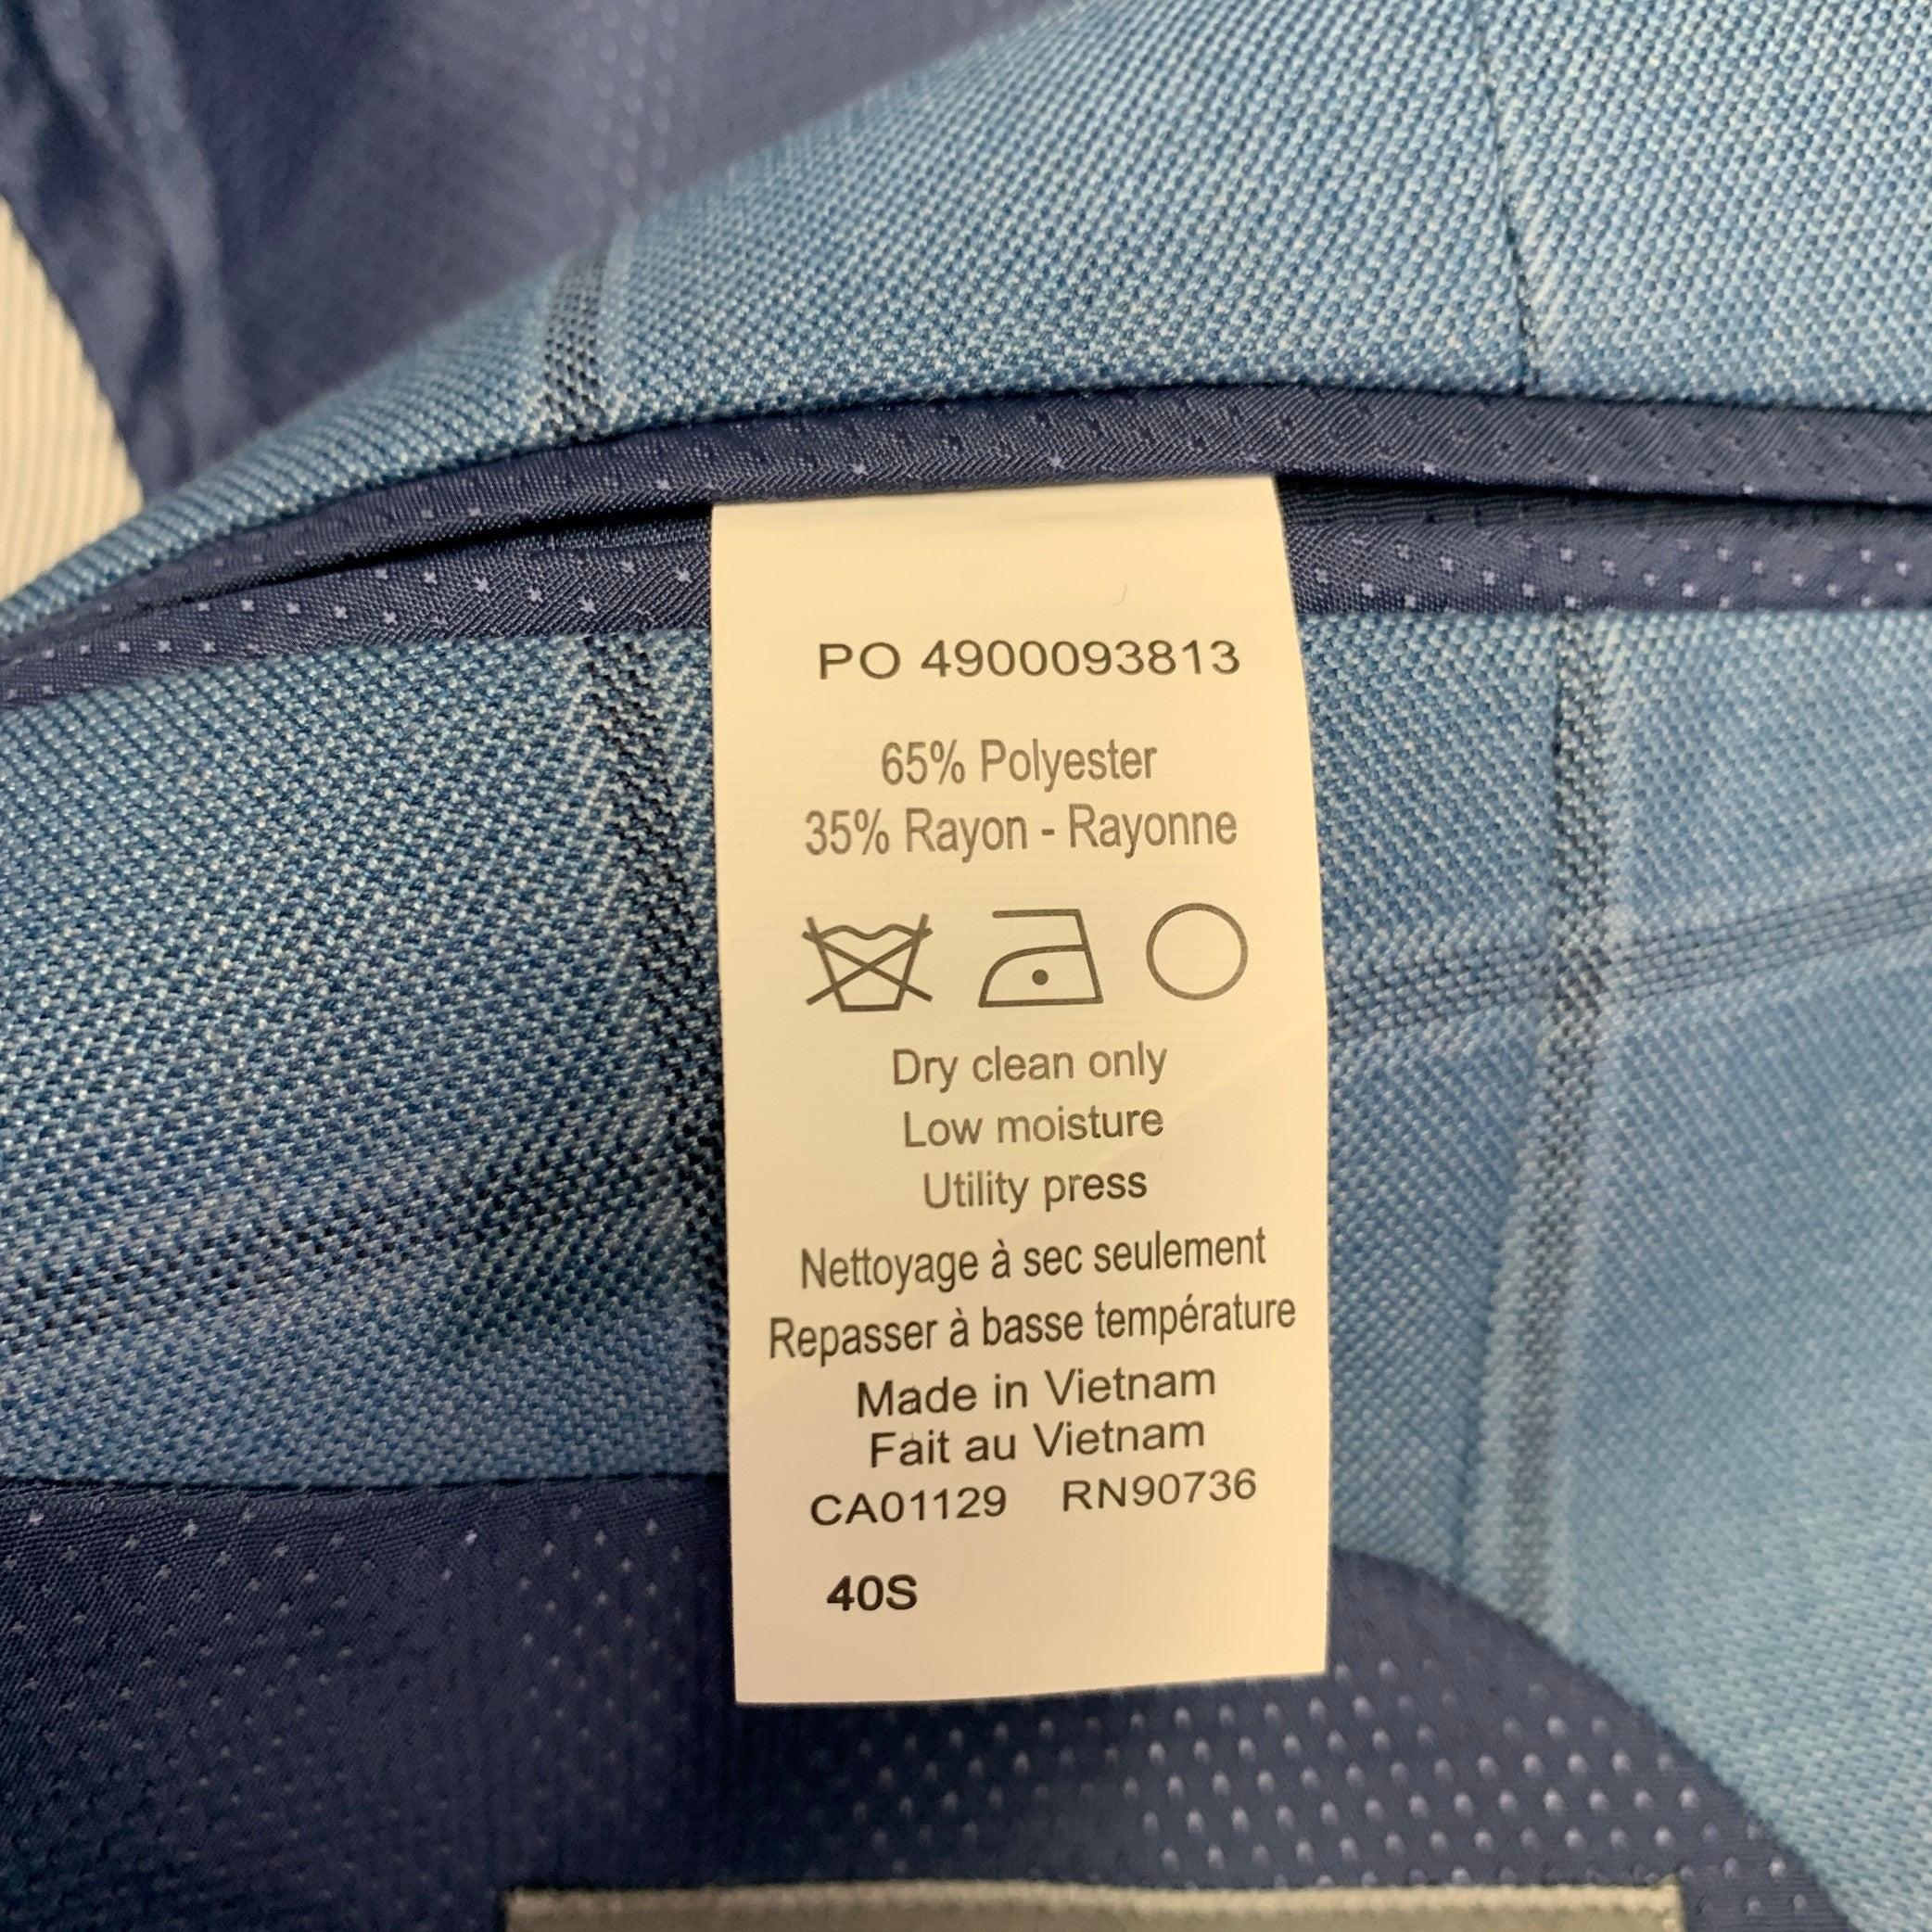 PO 4900093813
65% Polyester
35% Rayon - Rayonne
Dry clean only
Low moisture
Utility press
Nettoyage à sec seulement
Repasser à basse température
Made in Vietnam
Fait au Vietnam
CA01129 RN90736
40S